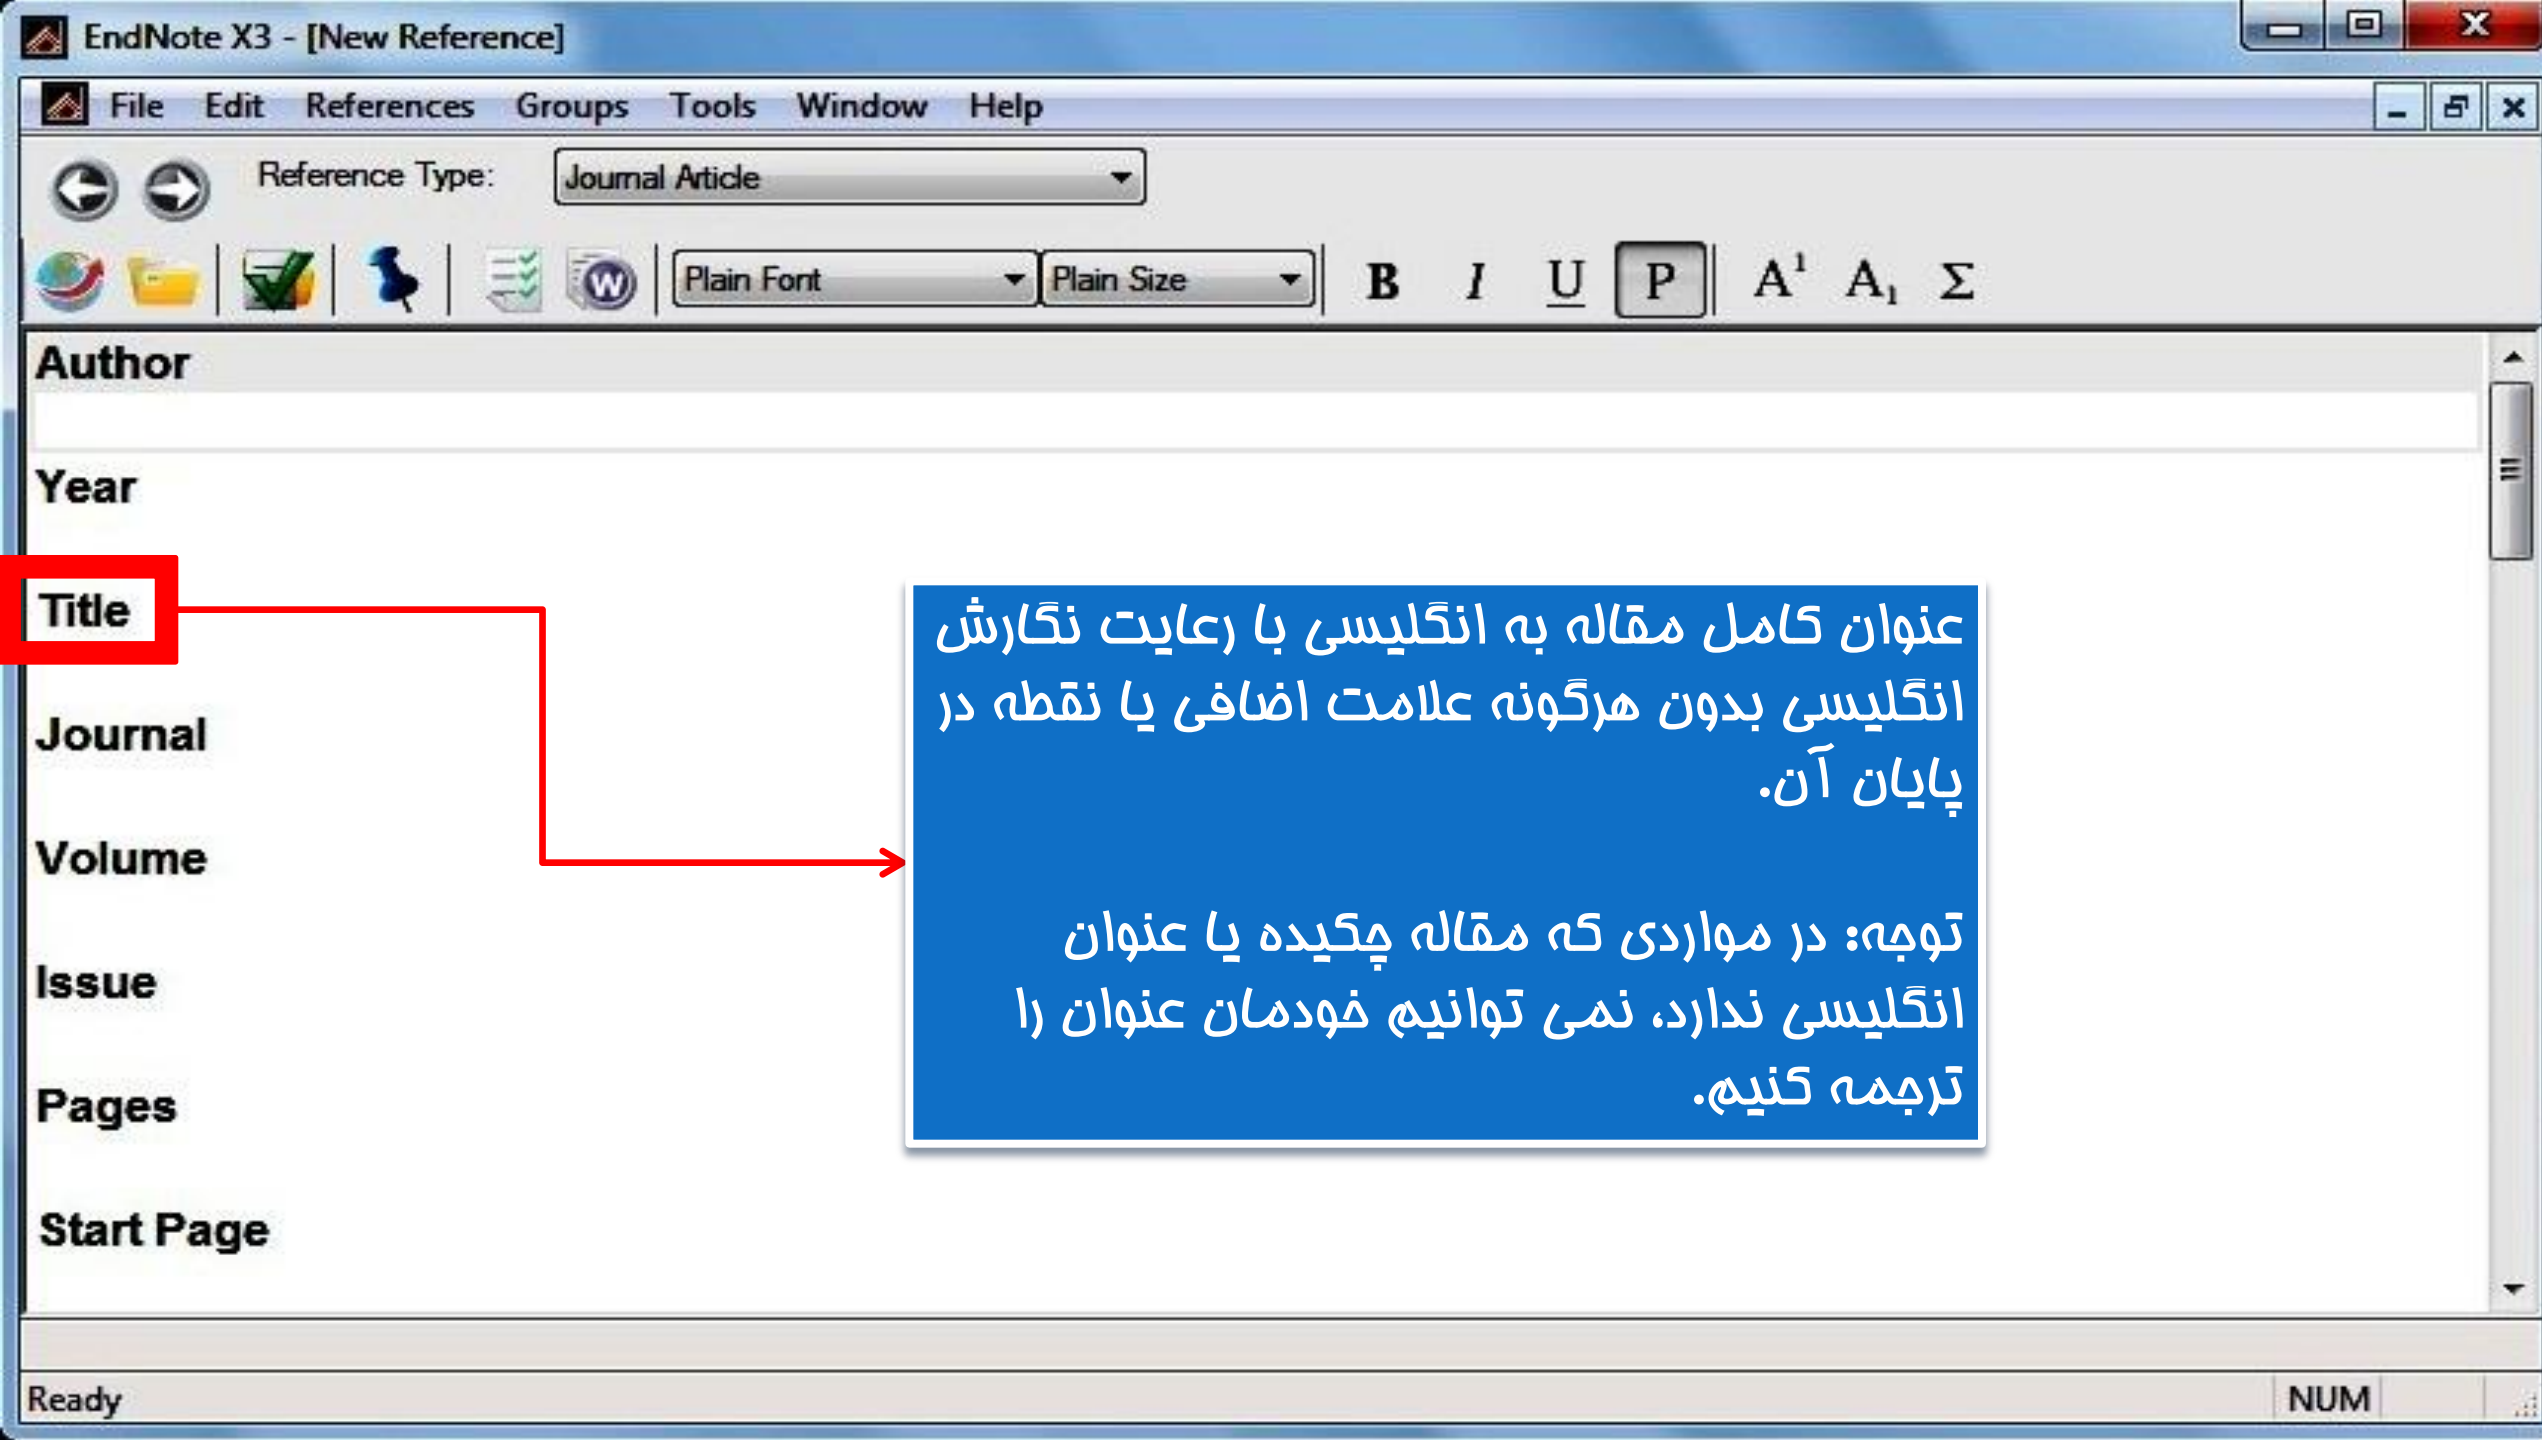 EndNote X3 - [New Reference]
File Edit References Groups Tools Window Help
Reference Type: Journal Article
Plain Font Plain Size B I U P A¹ A₁ Σ
Author
Year
Title
عنوان کامل مقاله به انگلیسی با رعایت نگارش
انگلیسی بدون هرگونه علامت اضافی یا نقطه در
پایان آن.
توجه: در مواردی که مقاله چکیده یا عنوان
انگلیسی ندارد، نمی توانیم خودمان عنوان را
ترجمه کنیم.
Journal
Volume
Issue
Pages
Start Page
Ready NUM